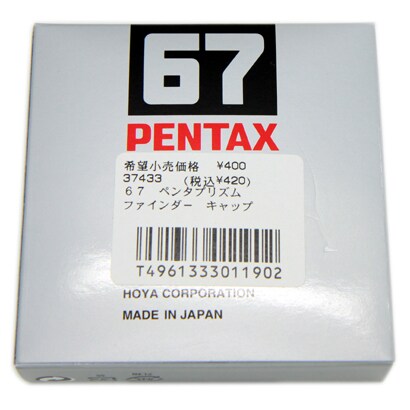 67
PENTAX
希望小売価格 ¥400
37433 (税込¥420)
67 ペンタプリズム
ファインダー キャップ
T4961333011902
HOYA CORPORATION
MADE IN JAPAN